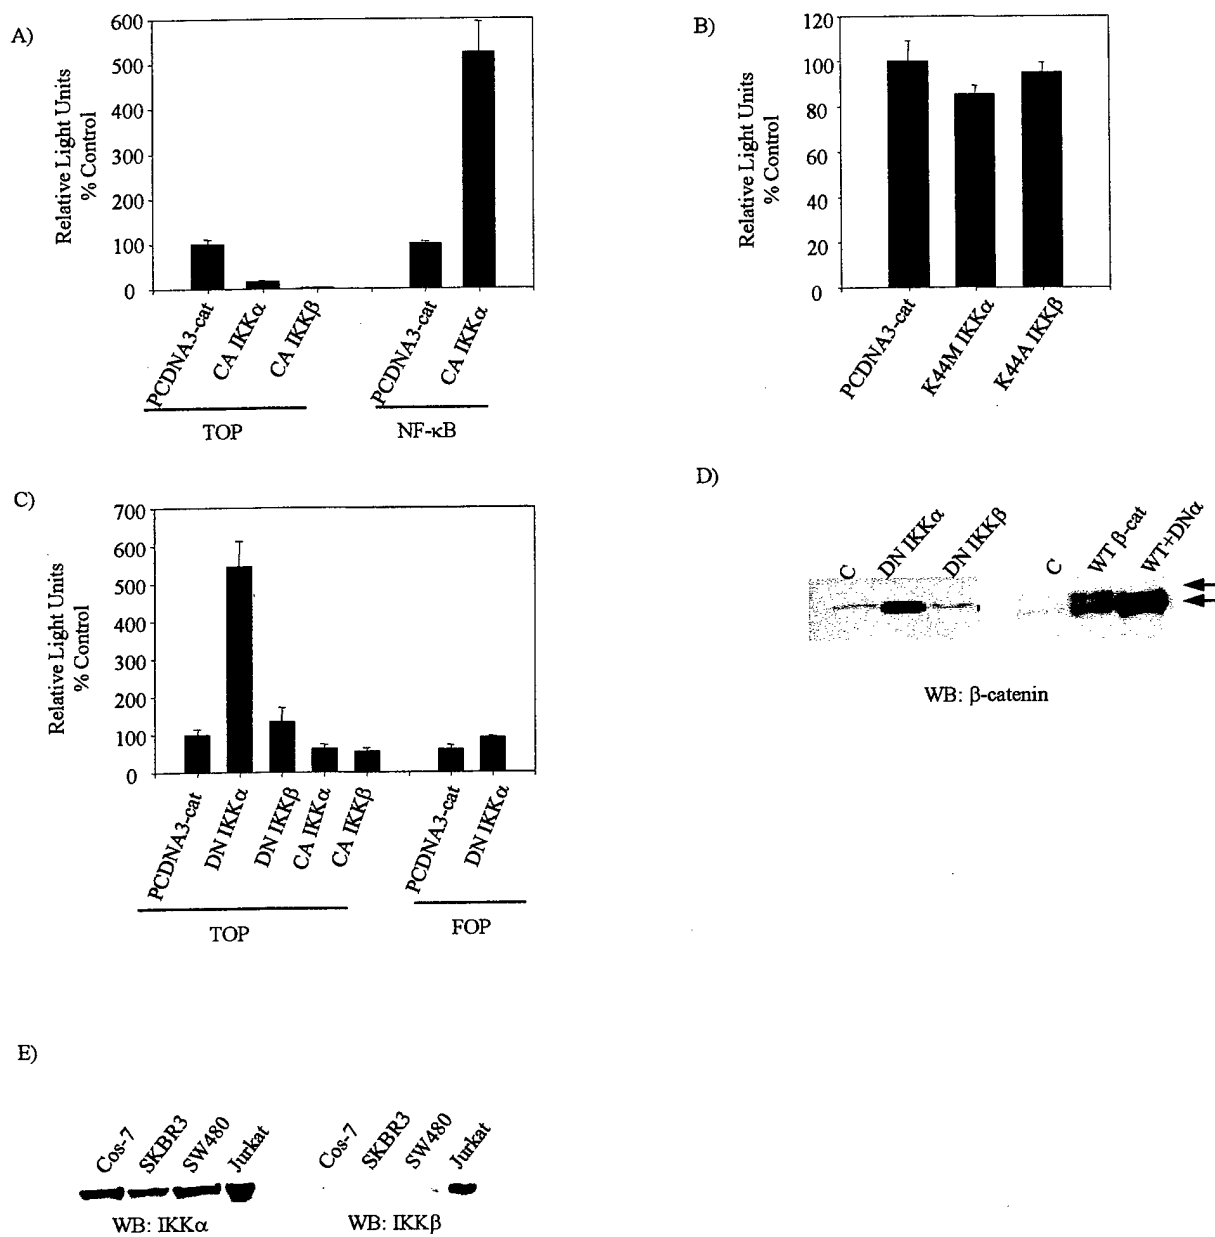 A)
Relative Light Units
% Control
600
500
400
300
200
100
0
PCDNA3-cat
CA IKKα
CA IKKβ
PCDNA3-cat
CA IKKα
TOP
NF-κB
B)
Relative Light Units
% Control
120
100
80
60
40
20
0
PCDNA3-cat
K44M IKKα
K44A IKKβ
C)
Relative Light Units
% Control
700
600
500
400
300
200
100
0
PCDNA3-cat
DN IKKα
DN IKKβ
CA IKKα
CA IKKβ
PCDNA3-cat
DN IKKα
TOP
FOP
D)
C
DN IKKα
DN IKKβ
C
WT β-cat
WT+DNα
WB: β-catenin
E)
Cos-7
SKBR3
SW480
Jurkat
WB: IKKα
Cos-7
SKBR3
SW480
Jurkat
WB: IKKβ